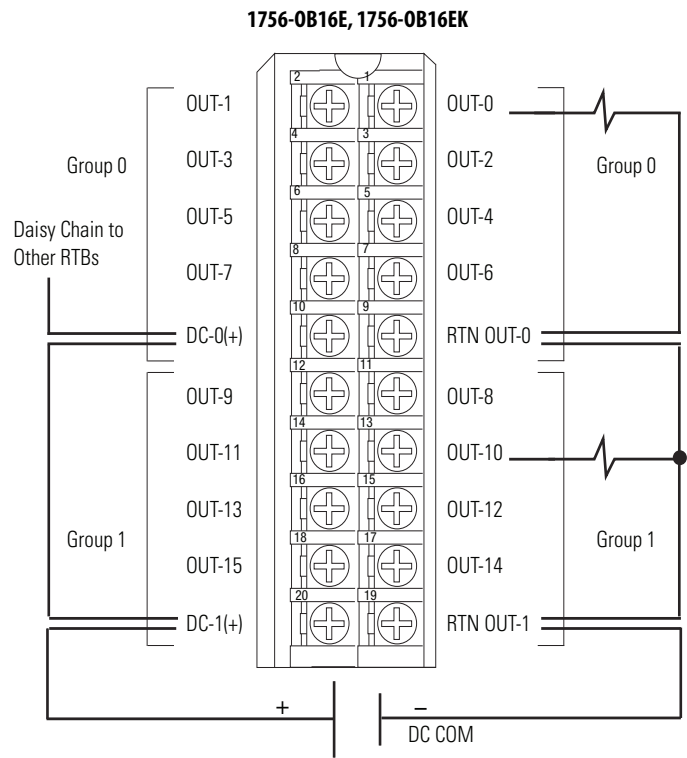 1756-OB16E, 1756-OB16EK
2 1
OUT-1 OUT-0
4 3
Group 0 OUT-3 OUT-2 Group 0
6 5
OUT-5 OUT-4
Daisy Chain to
Other RTBs
8 7
OUT-7 OUT-6
10 9
DC-0(+) RTN OUT-0
12 11
OUT-9 OUT-8
14 13
OUT-11 OUT-10
16 15
OUT-13 OUT-12
Group 1 Group 1
18 17
OUT-15 OUT-14
20 19
DC-1(+) RTN OUT-1
+ –
DC COM